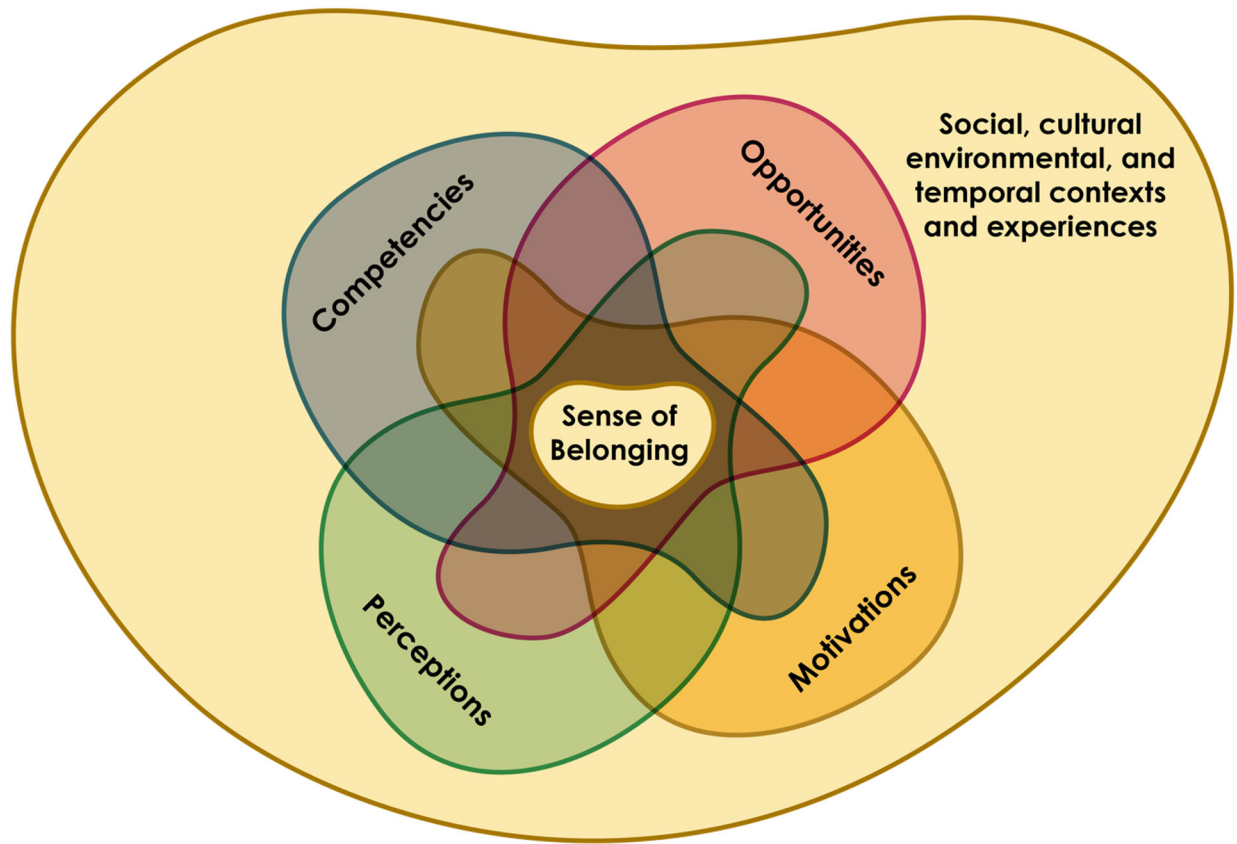 Competencies
Opportunities
Social, cultural
environmental, and
temporal contexts
and experiences
Sense of
Belonging
Perceptions
Motivations